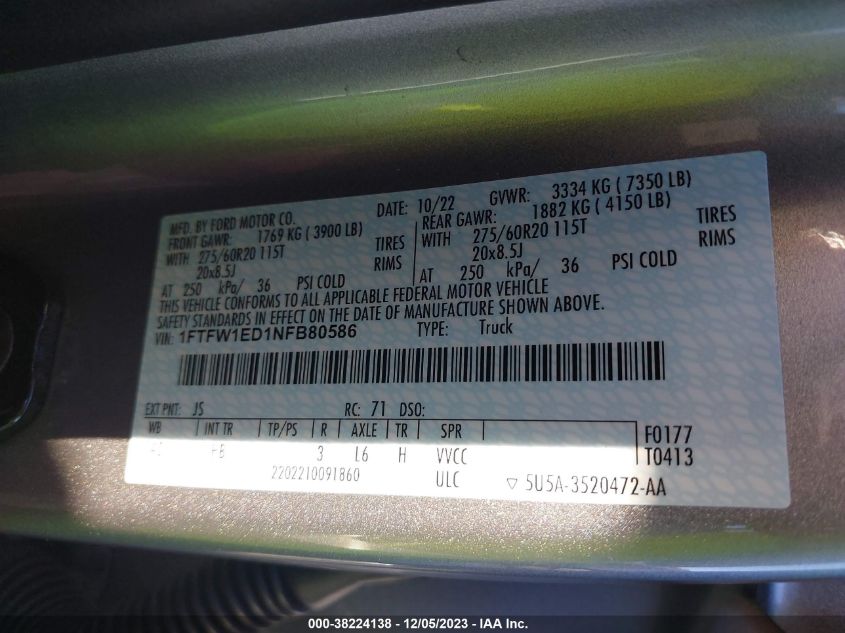 MFD. BY FORD MOTOR CO. DATE: 10/22 GVWR: 3334 KG ( 7350 LB)
FRONT GAWR: 1769 KG ( 3900 LB) REAR GAWR: 1882 KG ( 4150 LB)
WITH 275/60R20 115T TIRES WITH 275/60R20 115T TIRES
20x8.5J RIMS 20x8.5J RIMS
AT 250 kPa/ 36 PSI COLD AT 250 kPa/ 36 PSI COLD
THIS VEHICLE CONFORMS TO ALL APPLICABLE FEDERAL MOTOR VEHICLE
SAFETY STANDARDS IN EFFECT ON THE DATE OF MANUFACTURE SHOWN ABOVE.
VIN: 1FTFW1ED1NFB80586 TYPE: Truck
EXT PNT: JS RC: 71 DSO:
WB INT TR TP/PS R AXLE TR SPR F0177
3 L6 H VVCC T0413
2202210091860 ULC ▽ 5U5A-3520472-AA
000-38224138 - 12/05/2023 - IAA Inc.